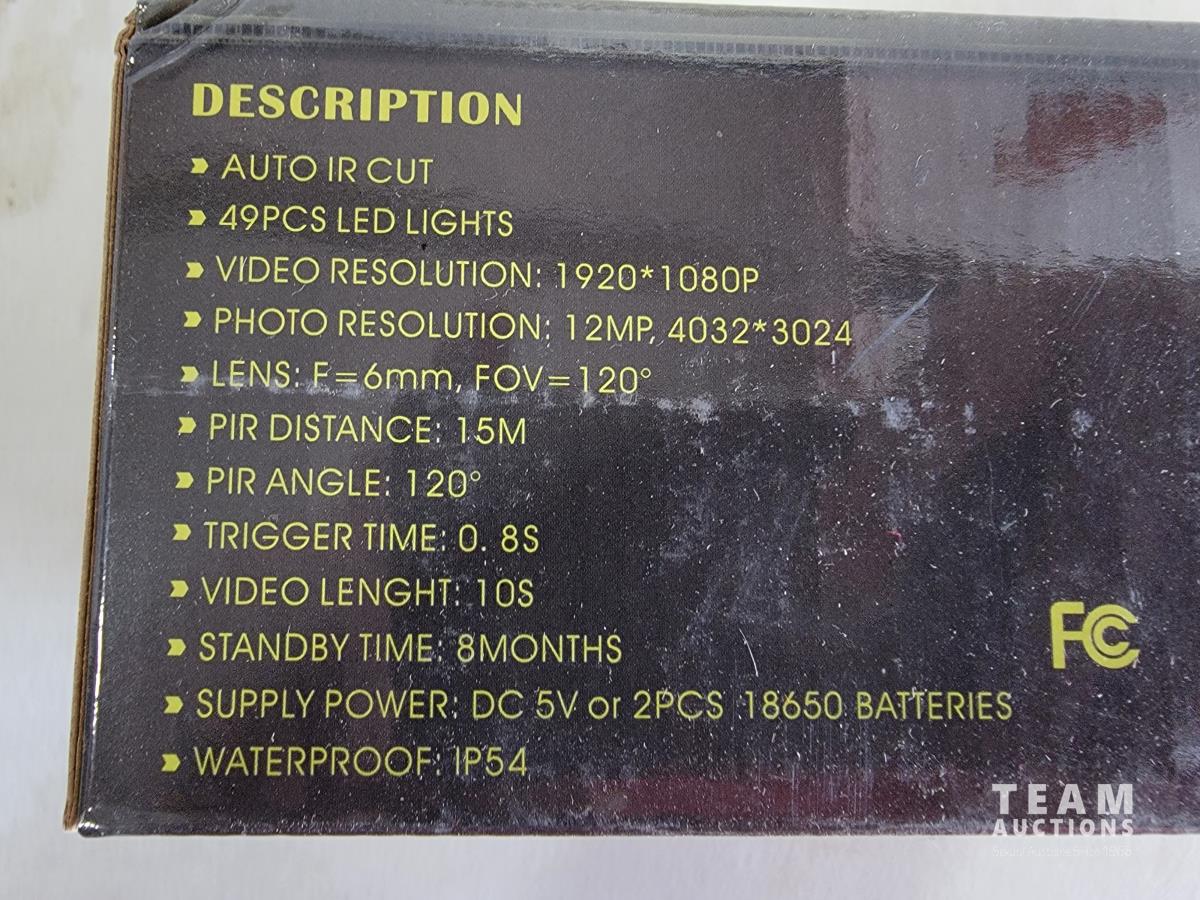 DESCRIPTION
AUTO IR CUT
49PCS LED LIGHTS
VIDEO RESOLUTION: 1920*1080P
PHOTO RESOLUTION: 12MP, 4032*3024
LENS: F=6mm, FOV=120°
PIR DISTANCE: 15M
PIR ANGLE: 120°
TRIGGER TIME: 0. 8S
VIDEO LENGHT: 10S
STANDBY TIME: 8MONTHS
SUPPLY POWER: DC 5V or 2PCS 18650 BATTERIES
WATERPROOF: IP54
FC
TEAM
AUCTIONS